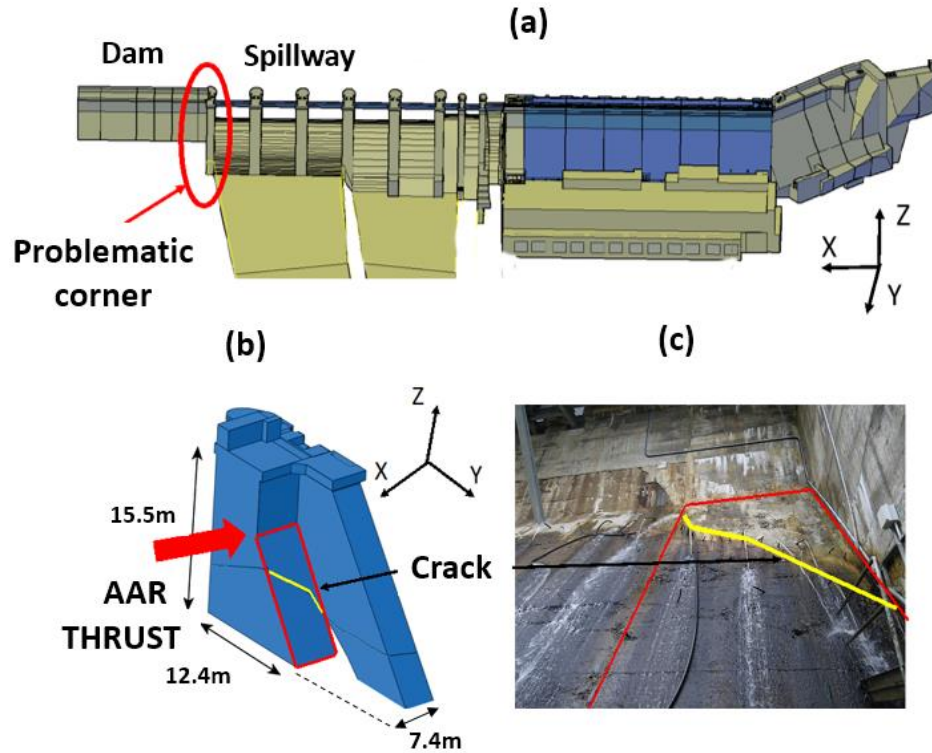 (a)
Dam
Spillway
Problematic
corner
Z
X
Y
(b)
(c)
Z
X
Y
15.5m
AAR
THRUST
Crack
12.4m
7.4m